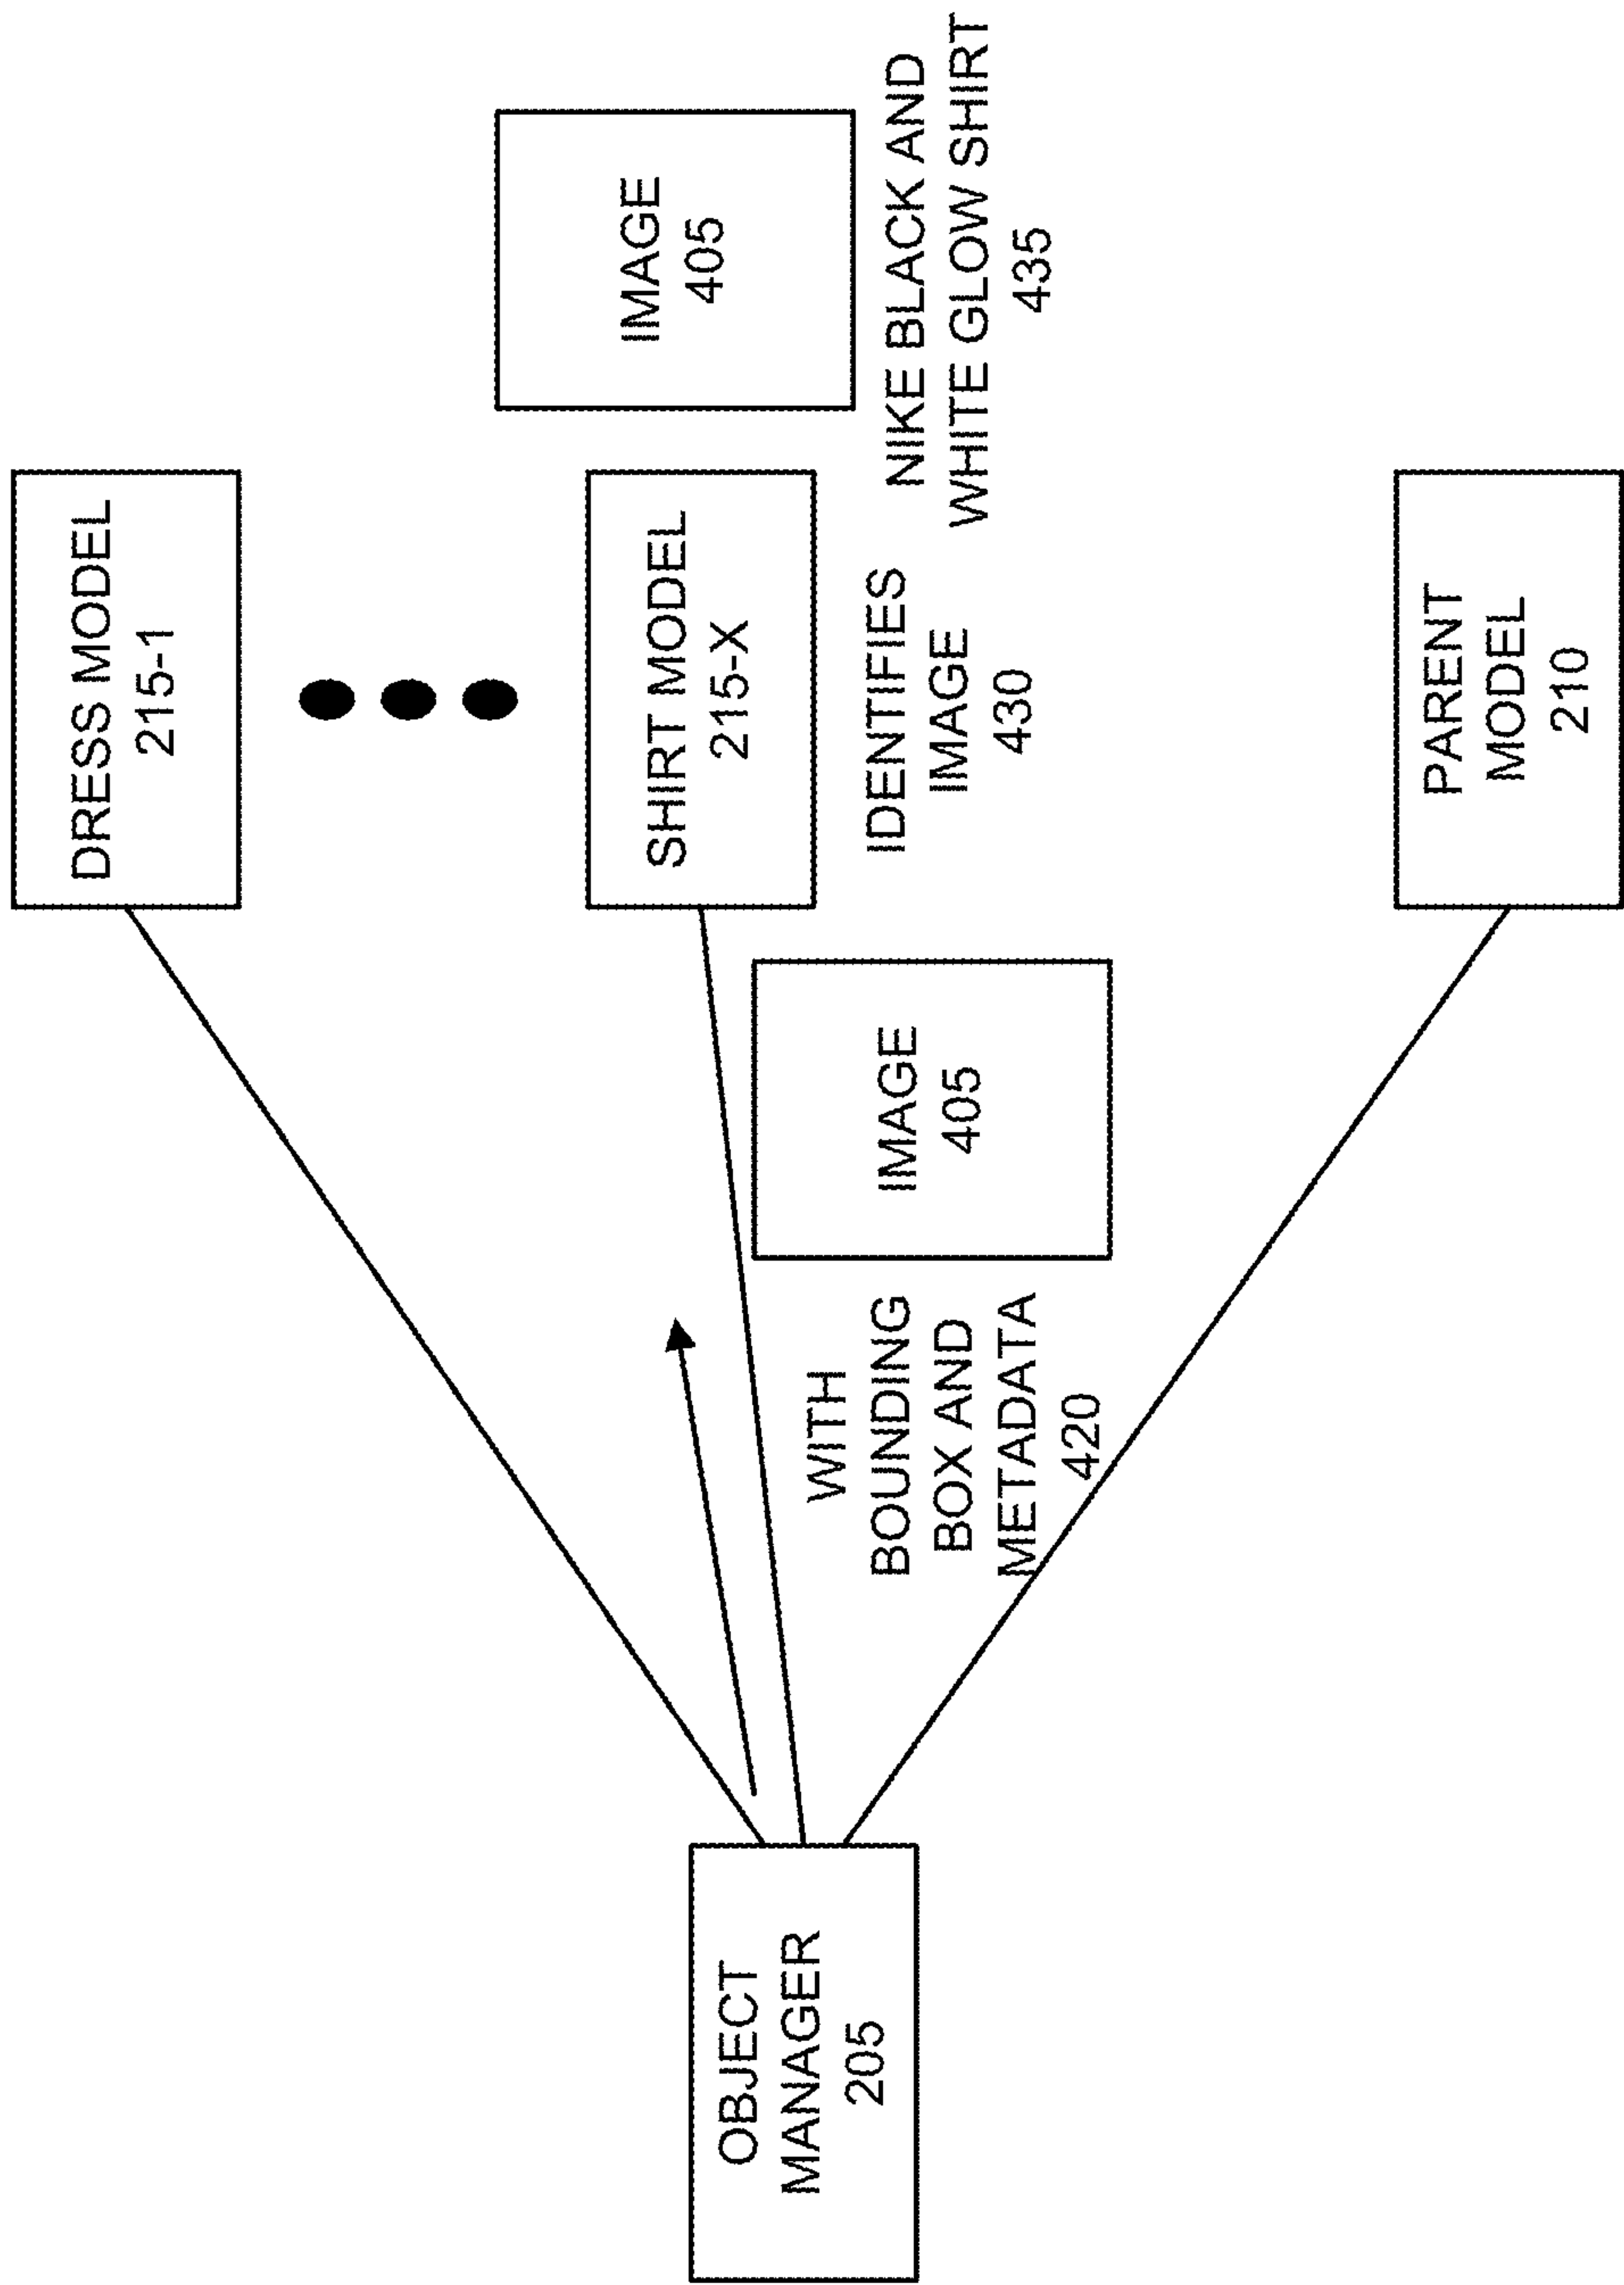 DRESS MODEL
215-1
OBJECT
MANAGER
205
SHIRT MODEL
215-X
IMAGE
405
WITH
BOUNDING
BOX AND
METADATA
420
IMAGE
405
IDENTIFIES
IMAGE
430
NIKE BLACK AND
WHITE GLOW SHIRT
435
PARENT
MODEL
210